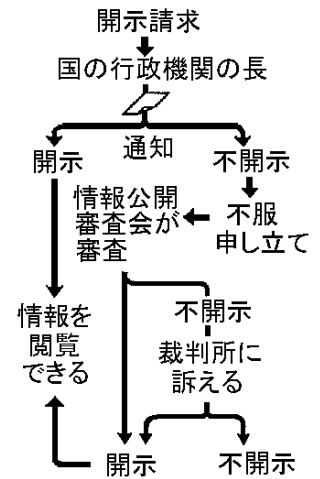 開示請求
国の行政機関の長
通知
開示
不開示
不服
申し立て
情報公開
審査会が
審査
不開示
裁判所に
訴える
情報を
閲覧
できる
開示
不開示